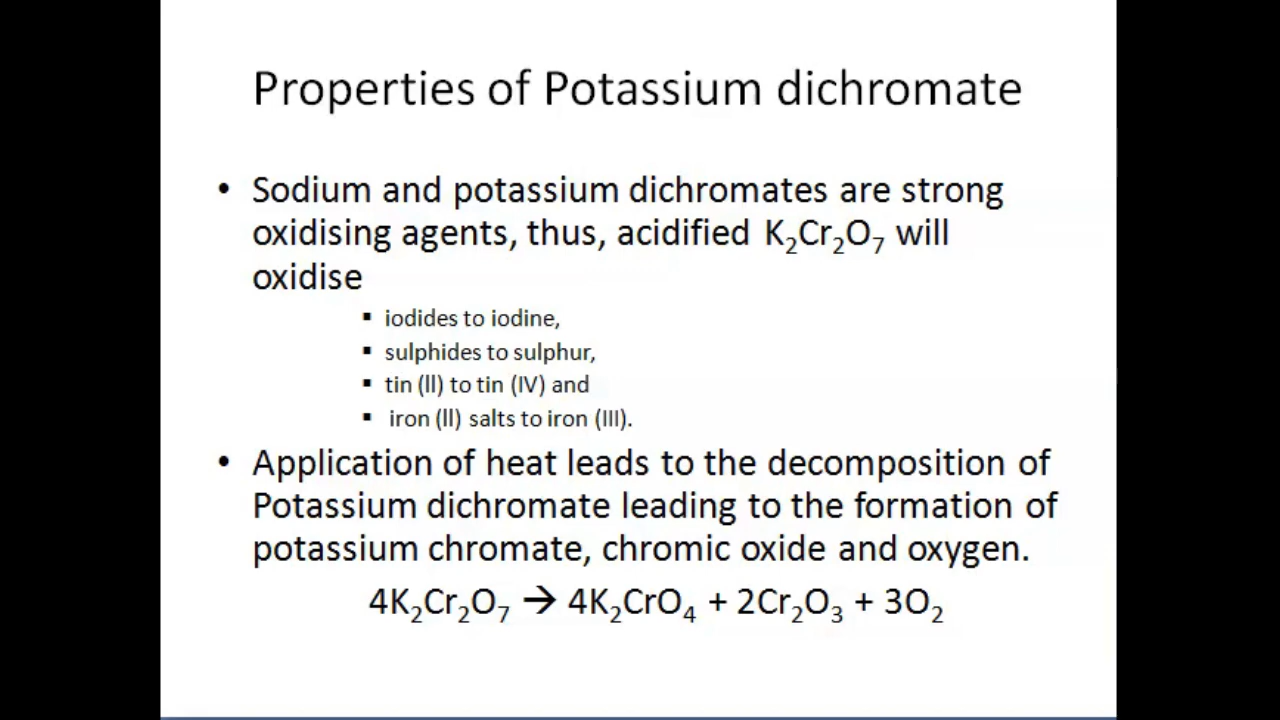 Properties of Potassium dichromate
• Sodium and potassium dichromates are strong
oxidising agents, thus, acidified K₂Cr₂O₇ will
oxidise
▪ iodides to iodine,
▪ sulphides to sulphur,
▪ tin (ll) to tin (IV) and
▪ iron (ll) salts to iron (III).
• Application of heat leads to the decomposition of
Potassium dichromate leading to the formation of
potassium chromate, chromic oxide and oxygen.
4K₂Cr₂O₇ → 4K₂CrO₄ + 2Cr₂O₃ + 3O₂